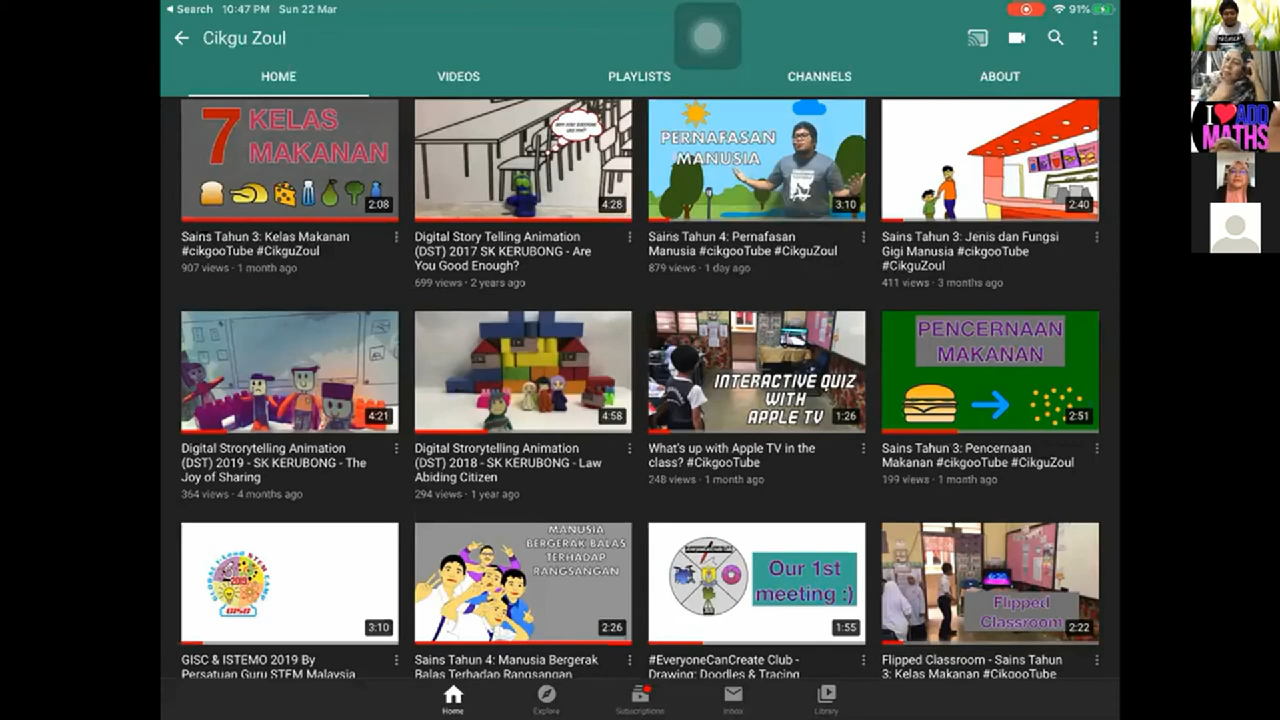 Search 10:47 PM Sun 22 Mar 91%
Cikgu Zoul
HOME VIDEOS PLAYLISTS CHANNELS ABOUT
7 KELAS
MAKANAN
2:08
4:28
PERNAFASAN
MANUSIA
3:10
2:40
I ADD
MATHS
Sains Tahun 3: Kelas Makanan
#cikgooTube #CikguZoul
907 views · 1 month ago
Digital Story Telling Animation
(DST) 2017 SK KERUBONG - Are
You Good Enough?
699 views · 2 years ago
Sains Tahun 4: Pernafasan
Manusia #cikgooTube #CikguZoul
879 views · 1 day ago
Sains Tahun 3: Jenis dan Fungsi
Gigi Manusia #cikgooTube
#CikguZoul
411 views · 3 months ago
4:21
4:58
INTERACTIVE QUIZ
WITH
APPLE TV
1:26
PENCERNAAN
MAKANAN
2:51
Digital Strorytelling Animation
(DST) 2019 - SK KERUBONG - The
Joy of Sharing
364 views · 4 months ago
Digital Strorytelling Animation
(DST) 2018 - SK KERUBONG - Law
Abiding Citizen
294 views · 1 year ago
What's up with Apple TV in the
class? #CikgooTube
248 views · 1 month ago
Sains Tahun 3: Pencernaan
Makanan #cikgooTube #CikguZoul
199 views · 1 month ago
2019
GISC
3:10
MANUSIA
BERGERAK BALAS
TERHADAP
RANGSANGAN
2:26
Our 1st
meeting :)
1:55
Flipped
Classroom
2:22
GISC & ISTEMO 2019 By
Persatuan Guru STEM Malaysia
Sains Tahun 4: Manusia Bergerak
Balas Terhadap Rangsangan
#EveryoneCanCreate Club -
Drawing: Doodles & Tracing
Flipped Classroom - Sains Tahun
3: Kelas Makanan #CikgooTube
Home Explore Subscriptions Inbox Library